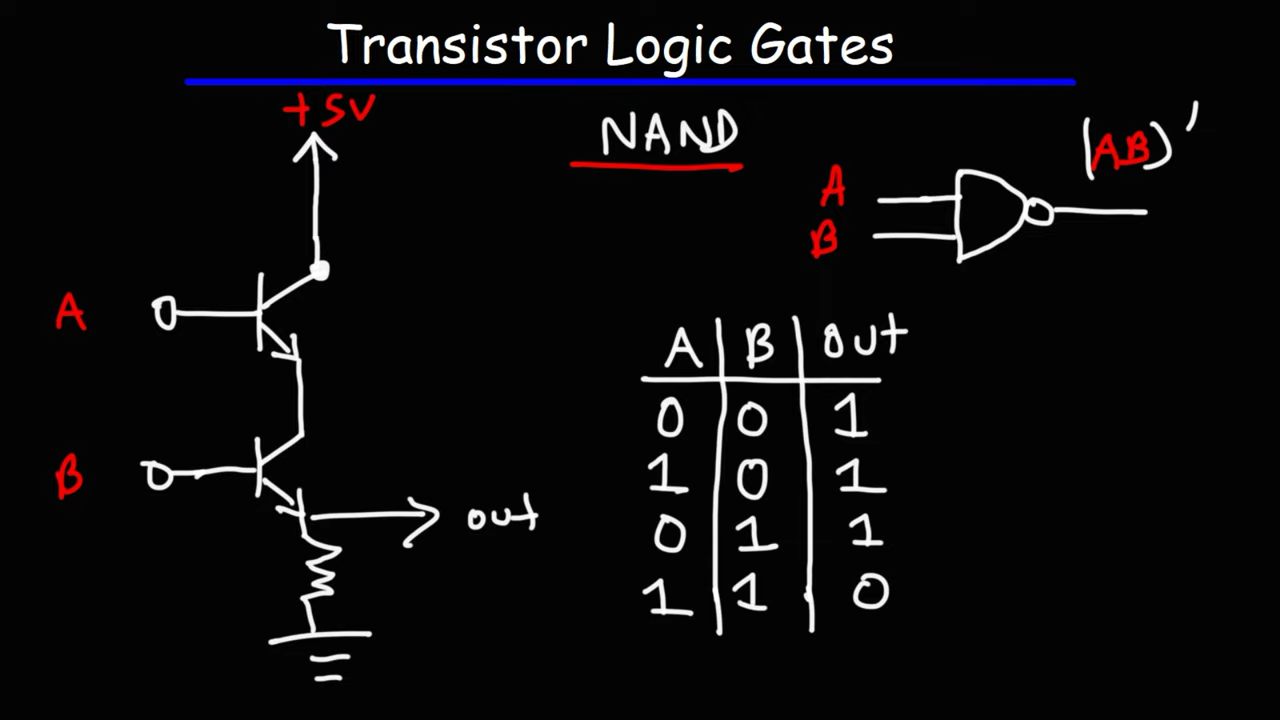 Transistor Logic Gates
+5V
NAND
(AB)'
A
B
A
B
out
A B out
0 0 1
1 0 1
0 1 1
1 1 0